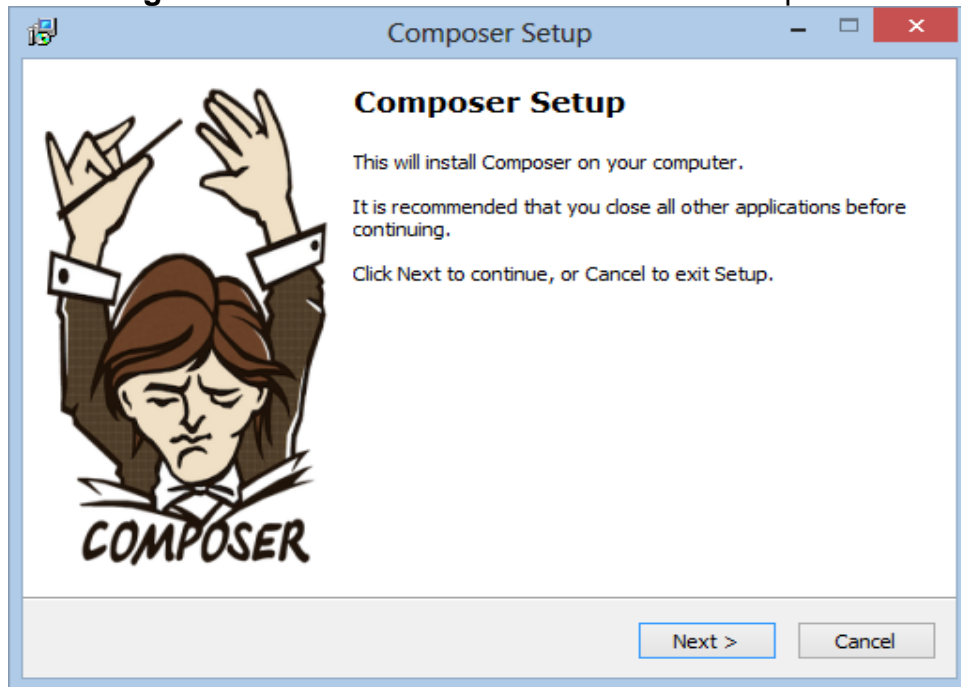 Composer Setup
Composer Setup
This will install Composer on your computer.
It is recommended that you close all other applications before
continuing.
Click Next to continue, or Cancel to exit Setup.
COMPOSER
Next >
Cancel